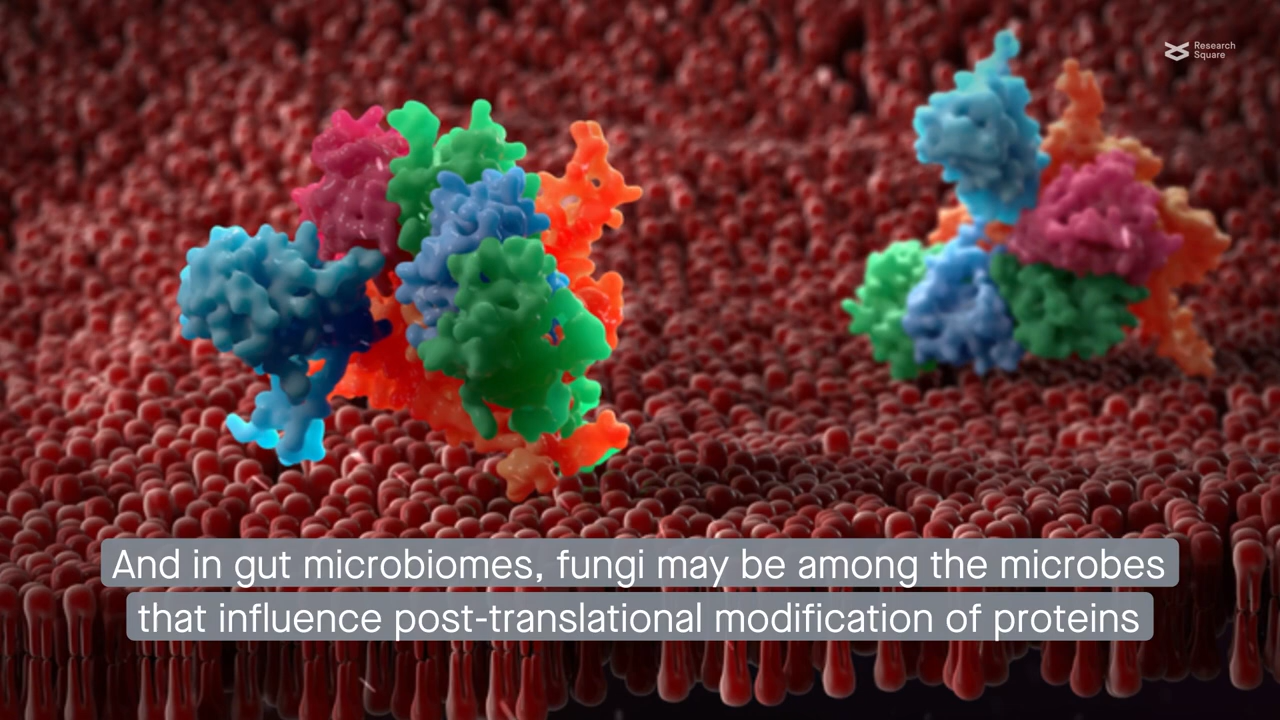 Research
Square
And in gut microbiomes, fungi may be among the microbes
that influence post-translational modification of proteins